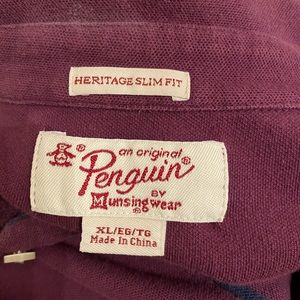 HERITAGE SLIM FIT
an original
Penguin®
BY
Munsingwear®
XL/EG/TG
Made In China